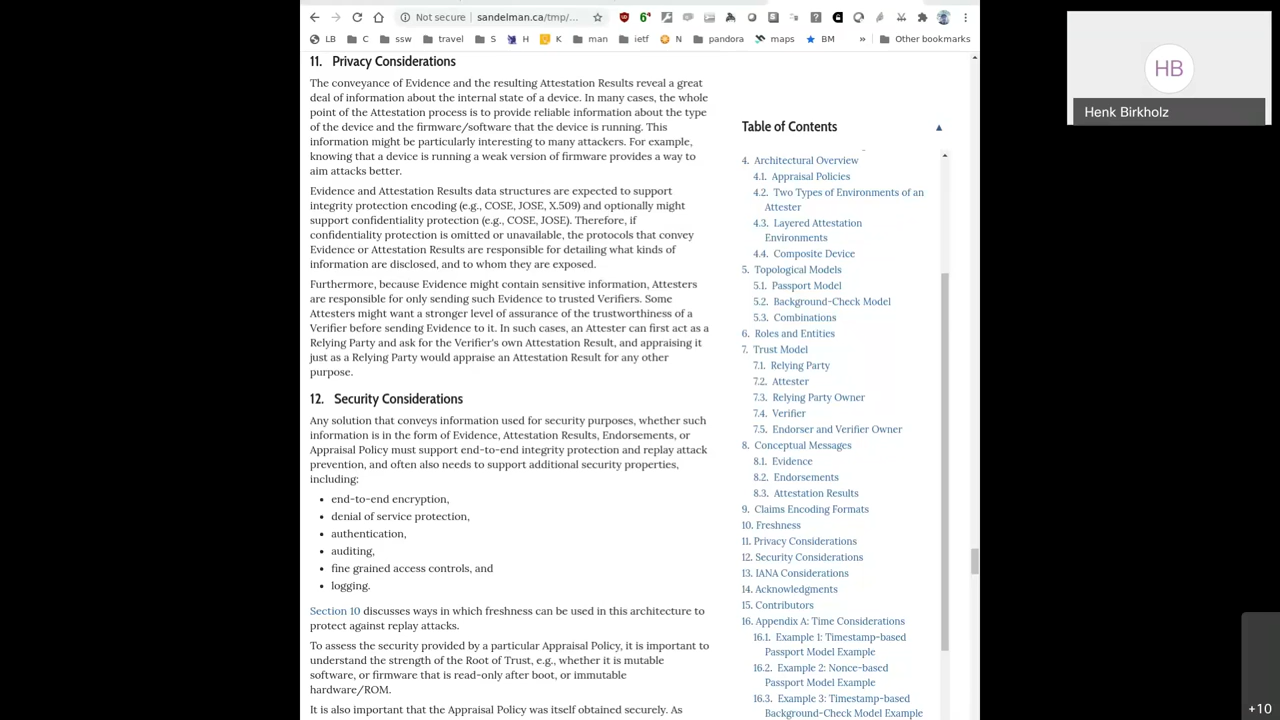 Not secure | sandelman.ca/tmp/...
LB C ssw travel S H K man ietf N pandora maps BM » Other bookmarks
HB
Henk Birkholz
11. Privacy Considerations
The conveyance of Evidence and the resulting Attestation Results reveal a great
deal of information about the internal state of a device. In many cases, the whole
point of the Attestation process is to provide reliable information about the type
of the device and the firmware/software that the device is running. This
information might be particularly interesting to many attackers. For example,
knowing that a device is running a weak version of firmware provides a way to
aim attacks better.
Evidence and Attestation Results data structures are expected to support
integrity protection encoding (e.g., COSE, JOSE, X.509) and optionally might
support confidentiality protection (e.g., COSE, JOSE). Therefore, if
confidentiality protection is omitted or unavailable, the protocols that convey
Evidence or Attestation Results are responsible for detailing what kinds of
information are disclosed, and to whom they are exposed.
Furthermore, because Evidence might contain sensitive information, Attesters
are responsible for only sending such Evidence to trusted Verifiers. Some
Attesters might want a stronger level of assurance of the trustworthiness of a
Verifier before sending Evidence to it. In such cases, an Attester can first act as a
Relying Party and ask for the Verifier's own Attestation Result, and appraising it
just as a Relying Party would appraise an Attestation Result for any other
purpose.
12. Security Considerations
Any solution that conveys information used for security purposes, whether such
information is in the form of Evidence, Attestation Results, Endorsements, or
Appraisal Policy must support end-to-end integrity protection and replay attack
prevention, and often also needs to support additional security properties,
including:
• end-to-end encryption,
• denial of service protection,
• authentication,
• auditing,
• fine grained access controls, and
• logging.
Section 10 discusses ways in which freshness can be used in this architecture to
protect against replay attacks.
To assess the security provided by a particular Appraisal Policy, it is important to
understand the strength of the Root of Trust, e.g., whether it is mutable
software, or firmware that is read-only after boot, or immutable
hardware/ROM.
It is also important that the Appraisal Policy was itself obtained securely. As
Table of Contents
4. Architectural Overview
4.1. Appraisal Policies
4.2. Two Types of Environments of an
Attester
4.3. Layered Attestation
Environments
4.4. Composite Device
5. Topological Models
5.1. Passport Model
5.2. Background-Check Model
5.3. Combinations
6. Roles and Entities
7. Trust Model
7.1. Relying Party
7.2. Attester
7.3. Relying Party Owner
7.4. Verifier
7.5. Endorser and Verifier Owner
8. Conceptual Messages
8.1. Evidence
8.2. Endorsements
8.3. Attestation Results
9. Claims Encoding Formats
10. Freshness
11. Privacy Considerations
12. Security Considerations
13. IANA Considerations
14. Acknowledgments
15. Contributors
16. Appendix A: Time Considerations
16.1. Example 1: Timestamp-based
Passport Model Example
16.2. Example 2: Nonce-based
Passport Model Example
16.3. Example 3: Timestamp-based
Background-Check Model Example
+10